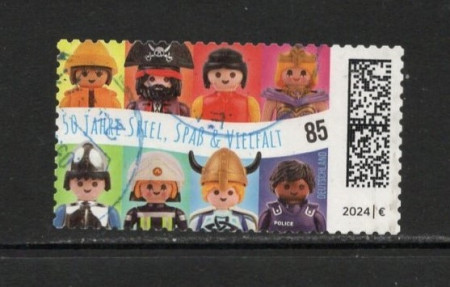 50 JAHRE SPIEL, SPAß & VIELFALT
85
DEUTSCHLAND
POLICE
2024 | €